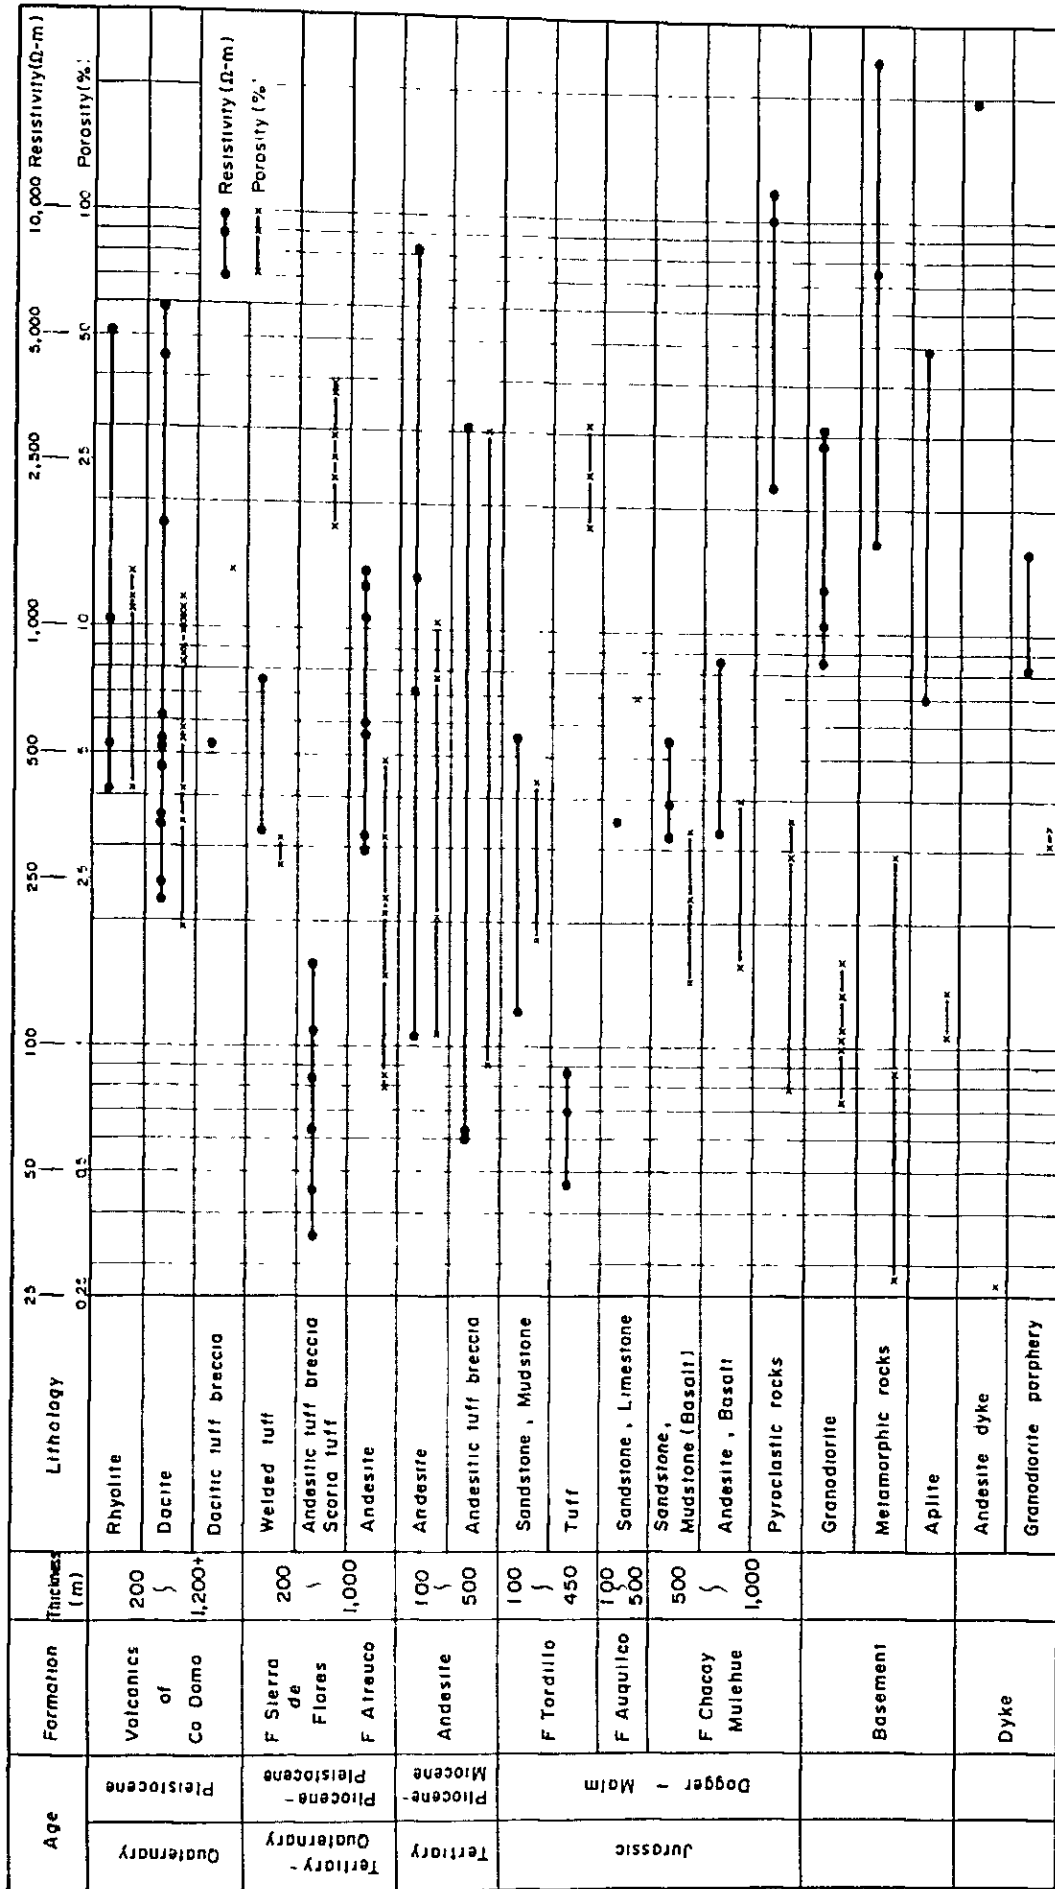 Age Formation Thickness (m) Lithology
25 50 100 250 500 1,000 2,500 5,000 10,000 Resistivity (Ω-m)
0.25 0.5 1 2.5 5 10 25 50 100 Porosity (%)
Resistivity (Ω-m)
Porosity (%)
Quaternary
Pleistocene
Volcanics
of
Co Domo
200
1,200+
Rhyolite
Dacite
Dacitic tuff breccia
Tertiary-
Quaternary
Pliocene-
Pleistocene
F Sierra
de
Flores
F Atreuco
200
1,000
Welded tuff
Andesitic tuff breccia
Scoria tuff
Andesite
Tertiary
Pliocene-
Miocene
Andesite
100
500
Andesite
Andesitic tuff breccia
Jurassic
Dogger - Malm
F Tordillo
100
450
Sandstone, Mudstone
Tuff
F Auquilco
100
500
Sandstone, Limestone
F Chacay
Mulehue
500
1,000
Sandstone,
Mudstone (Basalt)
Andesite, Basalt
Pyroclastic rocks
Basement
Granodiorite
Metamorphic rocks
Aplite
Dyke
Andesite dyke
Granodiorite porphery